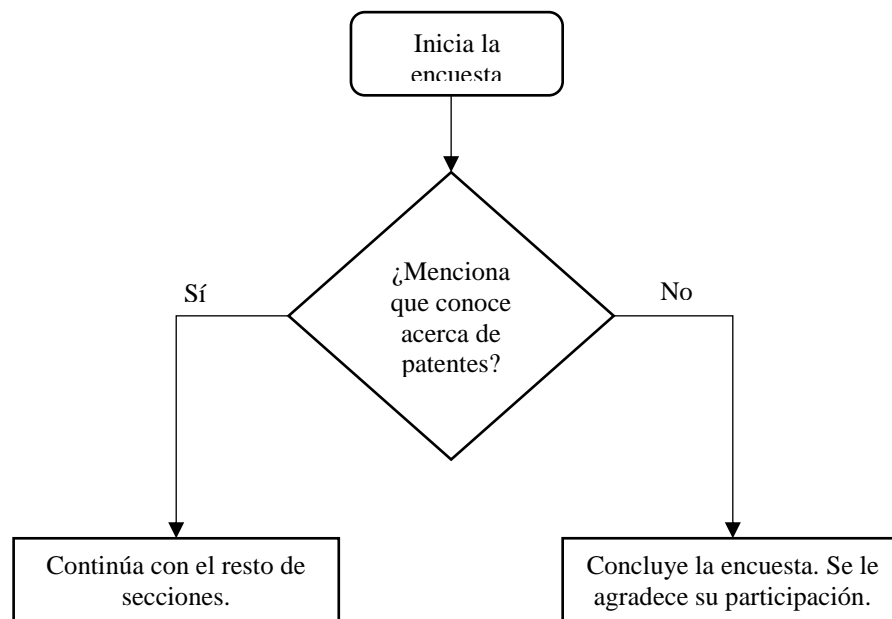 Inicia la
encuesta
¿Menciona
que conoce
acerca de
patentes?
Sí
No
Continúa con el resto de
secciones.
Concluye la encuesta. Se le
agradece su participación.